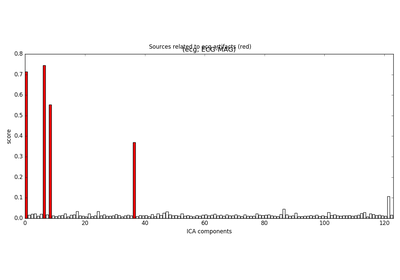 Sources related to ecg artifacts (red)
(ecg, ECG-MAG)
0.8
0.7
0.6
0.5
0.4
0.3
0.2
0.1
0.0
score
0 20 40 60 80 100 120
ICA components